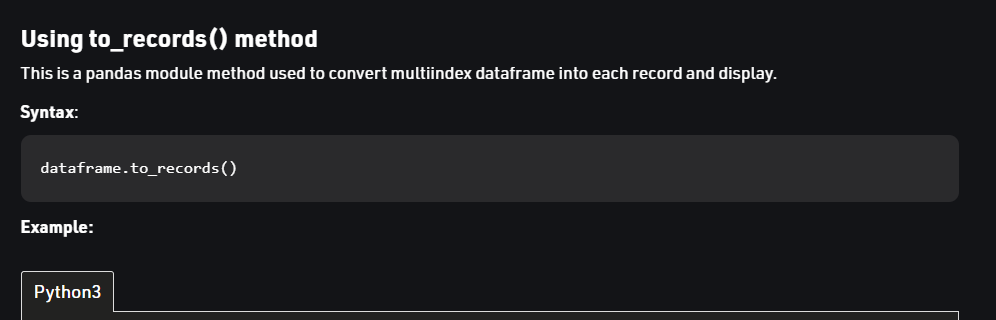 Using to_records() method
This is a pandas module method used to convert multiindex dataframe into each record and display.
Syntax:
dataframe.to_records()
Example:
Python3